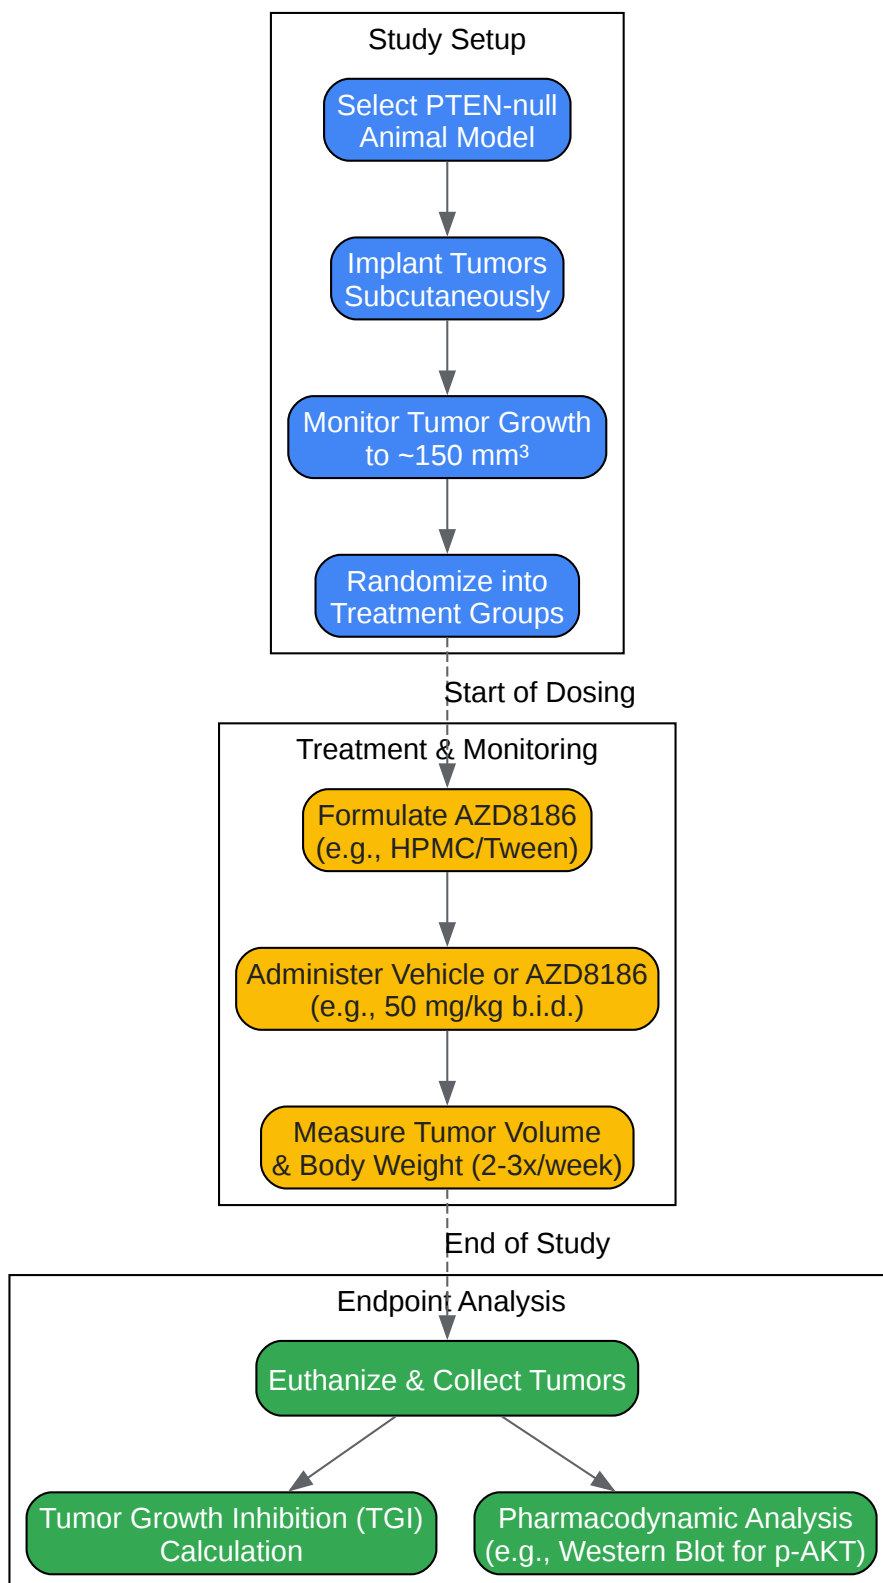 Study Setup
Select PTEN-null
Animal Model
Implant Tumors
Subcutaneously
Monitor Tumor Growth
to ~150 mm³
Randomize into
Treatment Groups
Start of Dosing
Treatment & Monitoring
Formulate AZD8186
(e.g., HPMC/Tween)
Administer Vehicle or AZD8186
(e.g., 50 mg/kg b.i.d.)
Measure Tumor Volume
& Body Weight (2-3x/week)
End of Study
Endpoint Analysis
Euthanize & Collect Tumors
Tumor Growth Inhibition (TGI)
Calculation
Pharmacodynamic Analysis
(e.g., Western Blot for p-AKT)